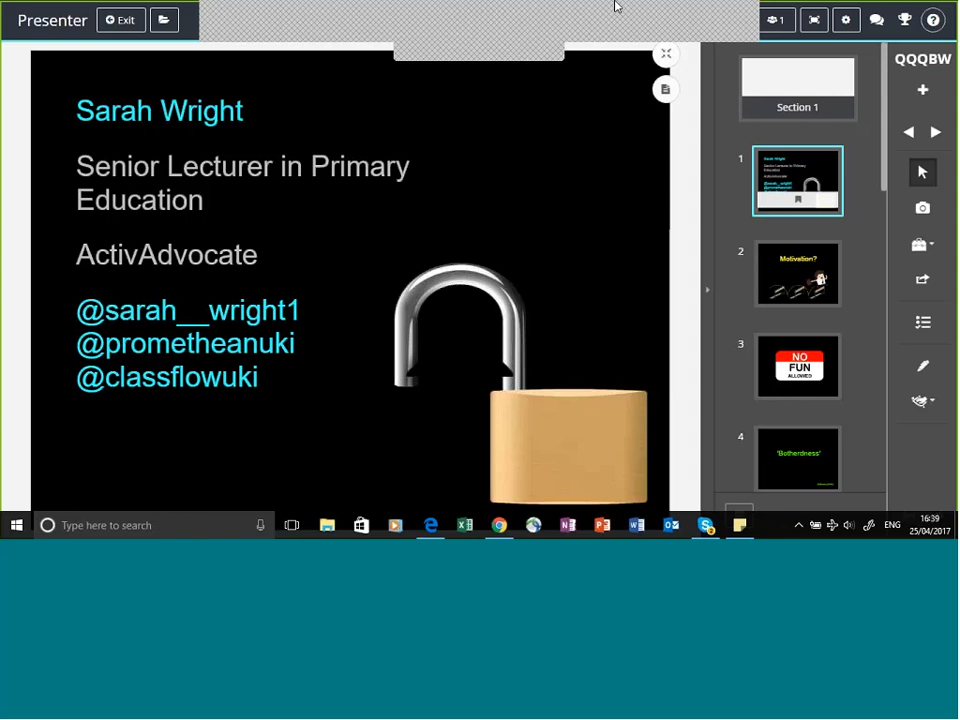 Presenter
Exit
1
QQQBW
Sarah Wright
Senior Lecturer in Primary
Education
ActivAdvocate
@sarah__wright1
@prometheanuki
@classflowuki
Section 1
1
2
Motivation?
3
NO
FUN
ALLOWED
4
'Botherdness'
Type here to search
ENG
16:39
25/04/2017